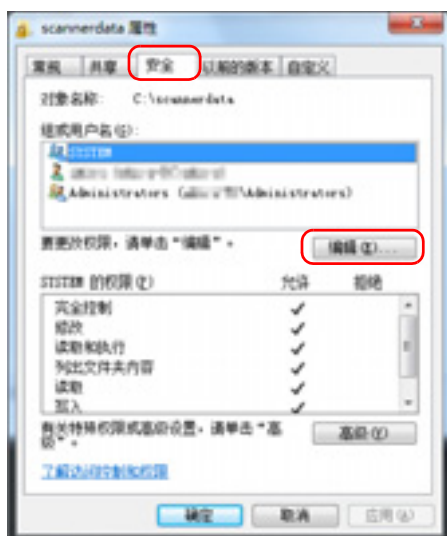 scannerdata 属性
常规 共享 安全 以前的版本 自定义
对象名称: C:\scannerdata
组或用户名(G):
SYSTEM
Administrators ( \Administrators)
要更改权限，请单击“编辑”。 编辑(E)...
SYSTEM 的权限(P) 允许 拒绝
完全控制
修改
读取和执行
列出文件夹内容
读取
写入
有关特殊权限或高级设置，请单击“高级”。 高级(V)
了解访问控制和权限
确定 取消 应用(A)